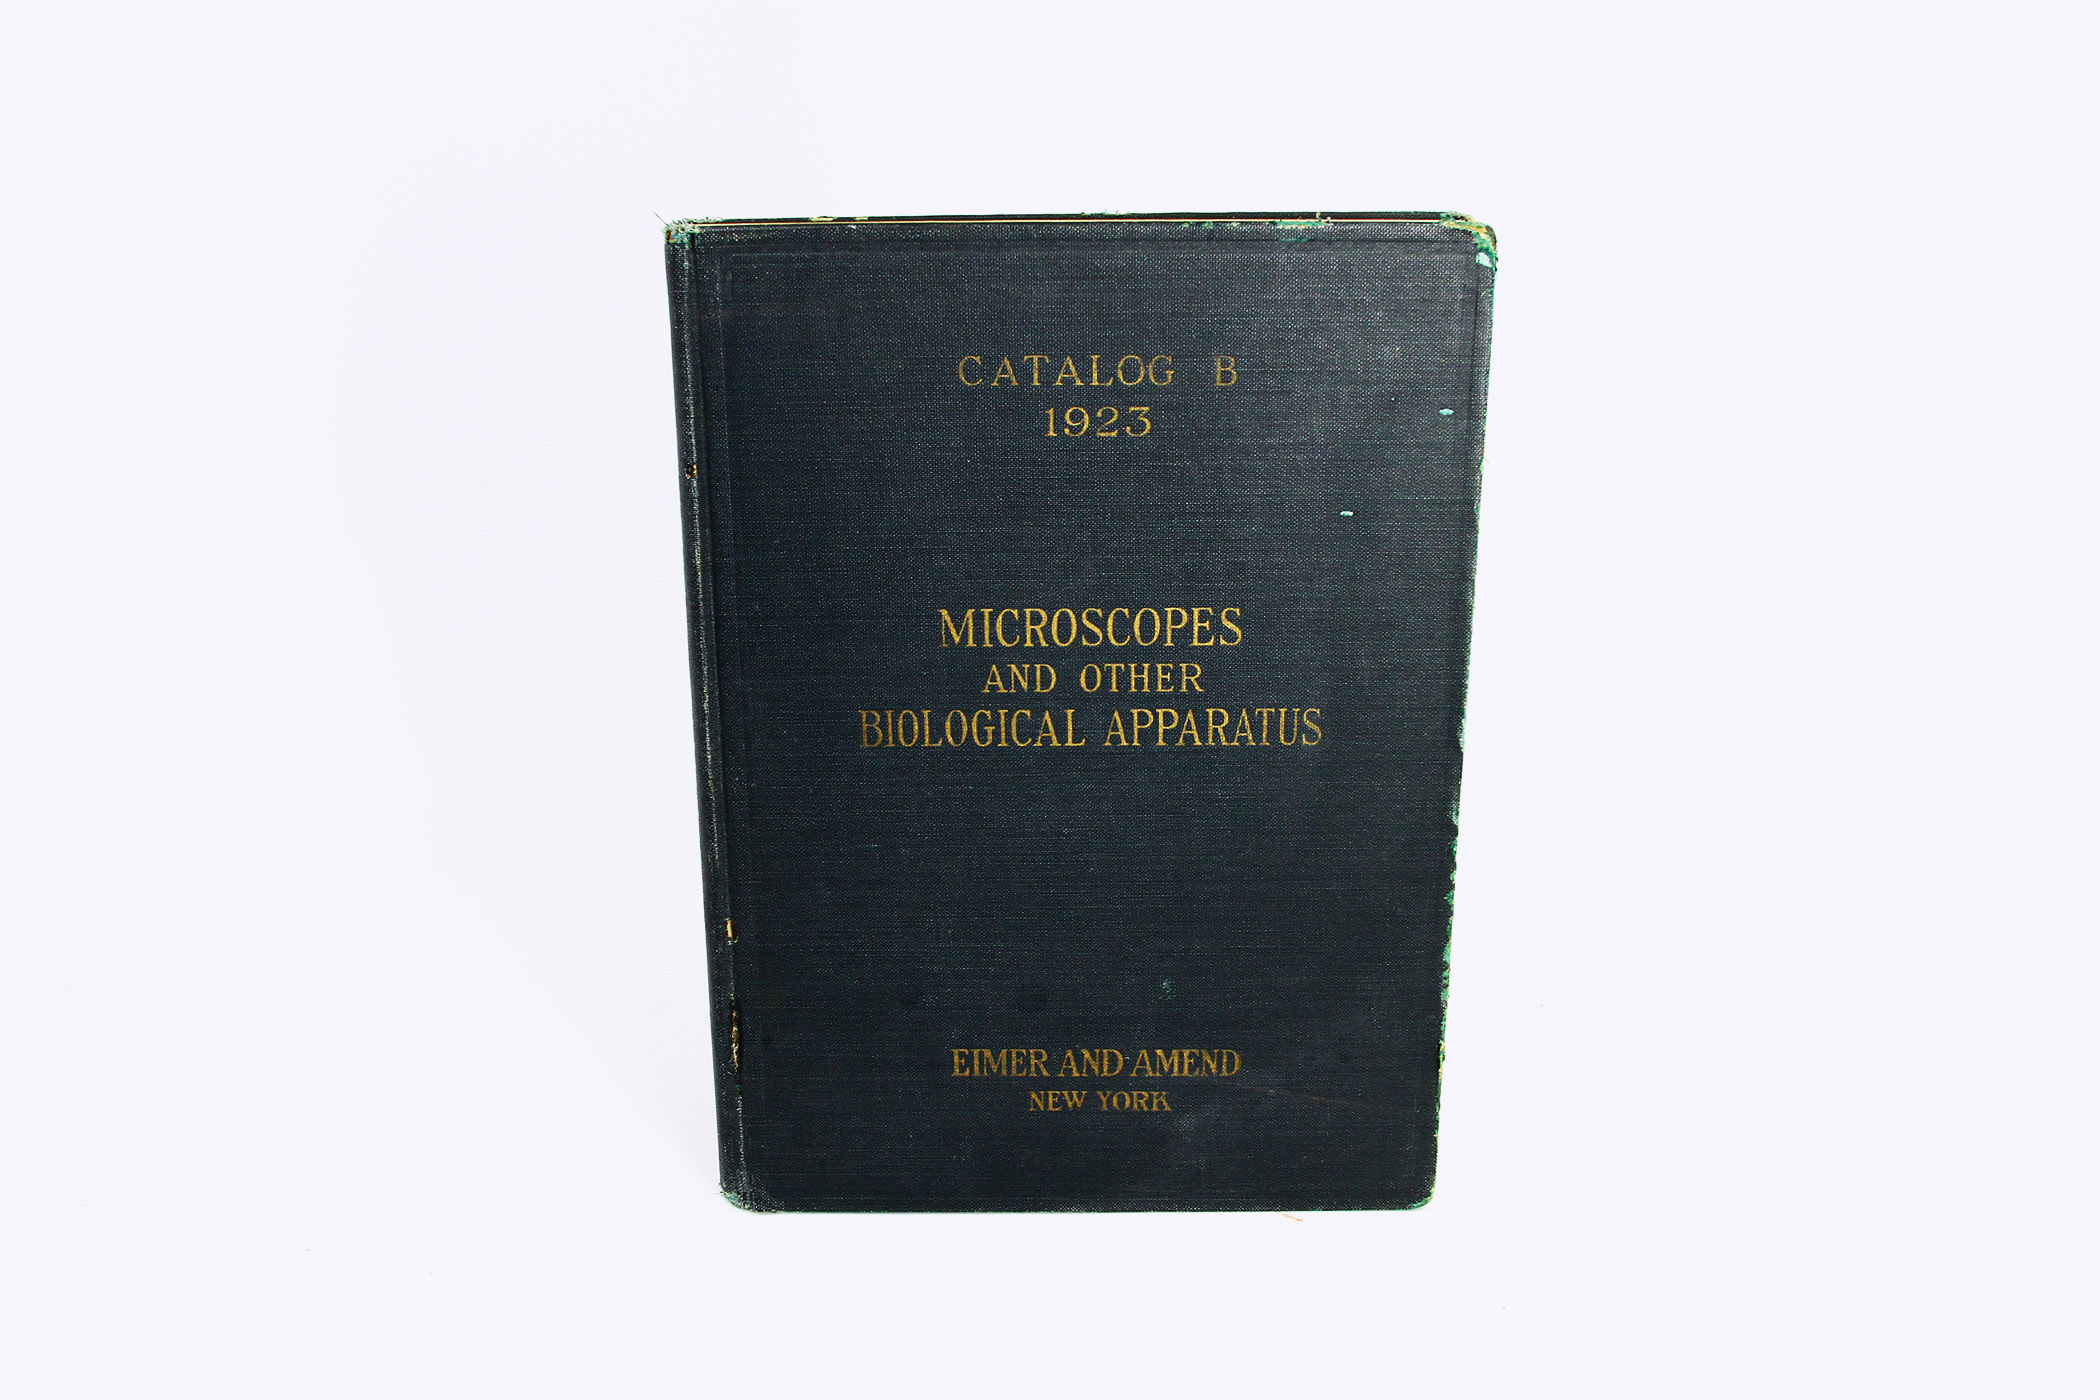 CATALOG B
1923
MICROSCOPES
AND OTHER
BIOLOGICAL APPARATUS
EIMER AND AMEND
NEW YORK